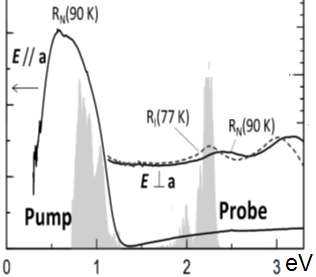 R_N(90 K)
E // a
R_I(77 K)
R_N(90 K)
E ⊥ a
Pump
Probe
0 1 2 3 eV